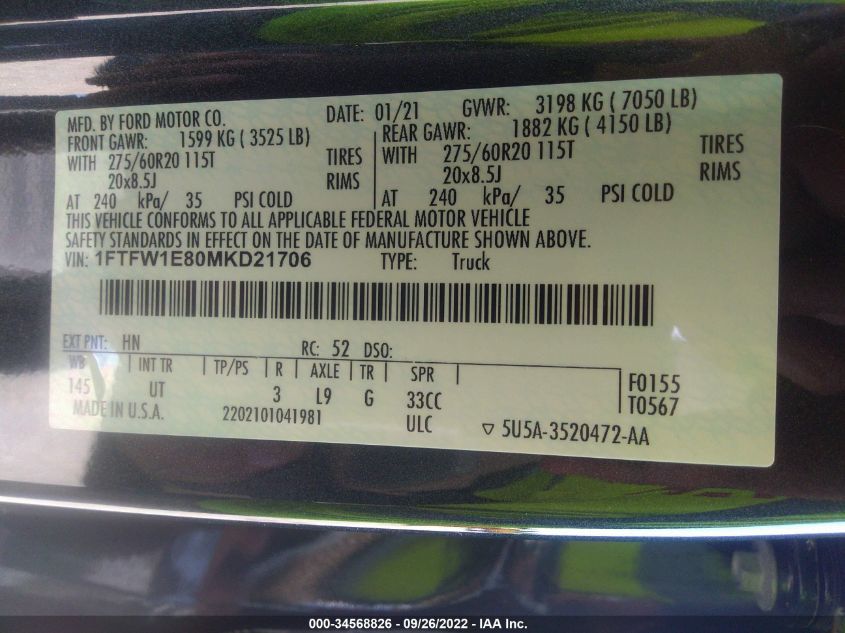 MFD. BY FORD MOTOR CO.
DATE: 01/21 GVWR: 3198 KG ( 7050 LB)
FRONT GAWR: 1599 KG ( 3525 LB)
WITH 275/60R20 115T TIRES
20x8.5J RIMS
AT 240 kPa/ 35 PSI COLD
REAR GAWR: 1882 KG ( 4150 LB)
WITH 275/60R20 115T TIRES
20x8.5J RIMS
AT 240 kPa/ 35 PSI COLD
THIS VEHICLE CONFORMS TO ALL APPLICABLE FEDERAL MOTOR VEHICLE
SAFETY STANDARDS IN EFFECT ON THE DATE OF MANUFACTURE SHOWN ABOVE.
VIN: 1FTFW1E80MKD21706 TYPE: Truck
EXT PNT: HN RC: 52 DSO:
WB INT TR TP/PS R AXLE TR SPR
145 UT 3 L9 G 33CC
F0155
T0567
MADE IN U.S.A. 2202101041981 ULC ▽ 5U5A-3520472-AA
000-34568826 - 09/26/2022 - IAA Inc.